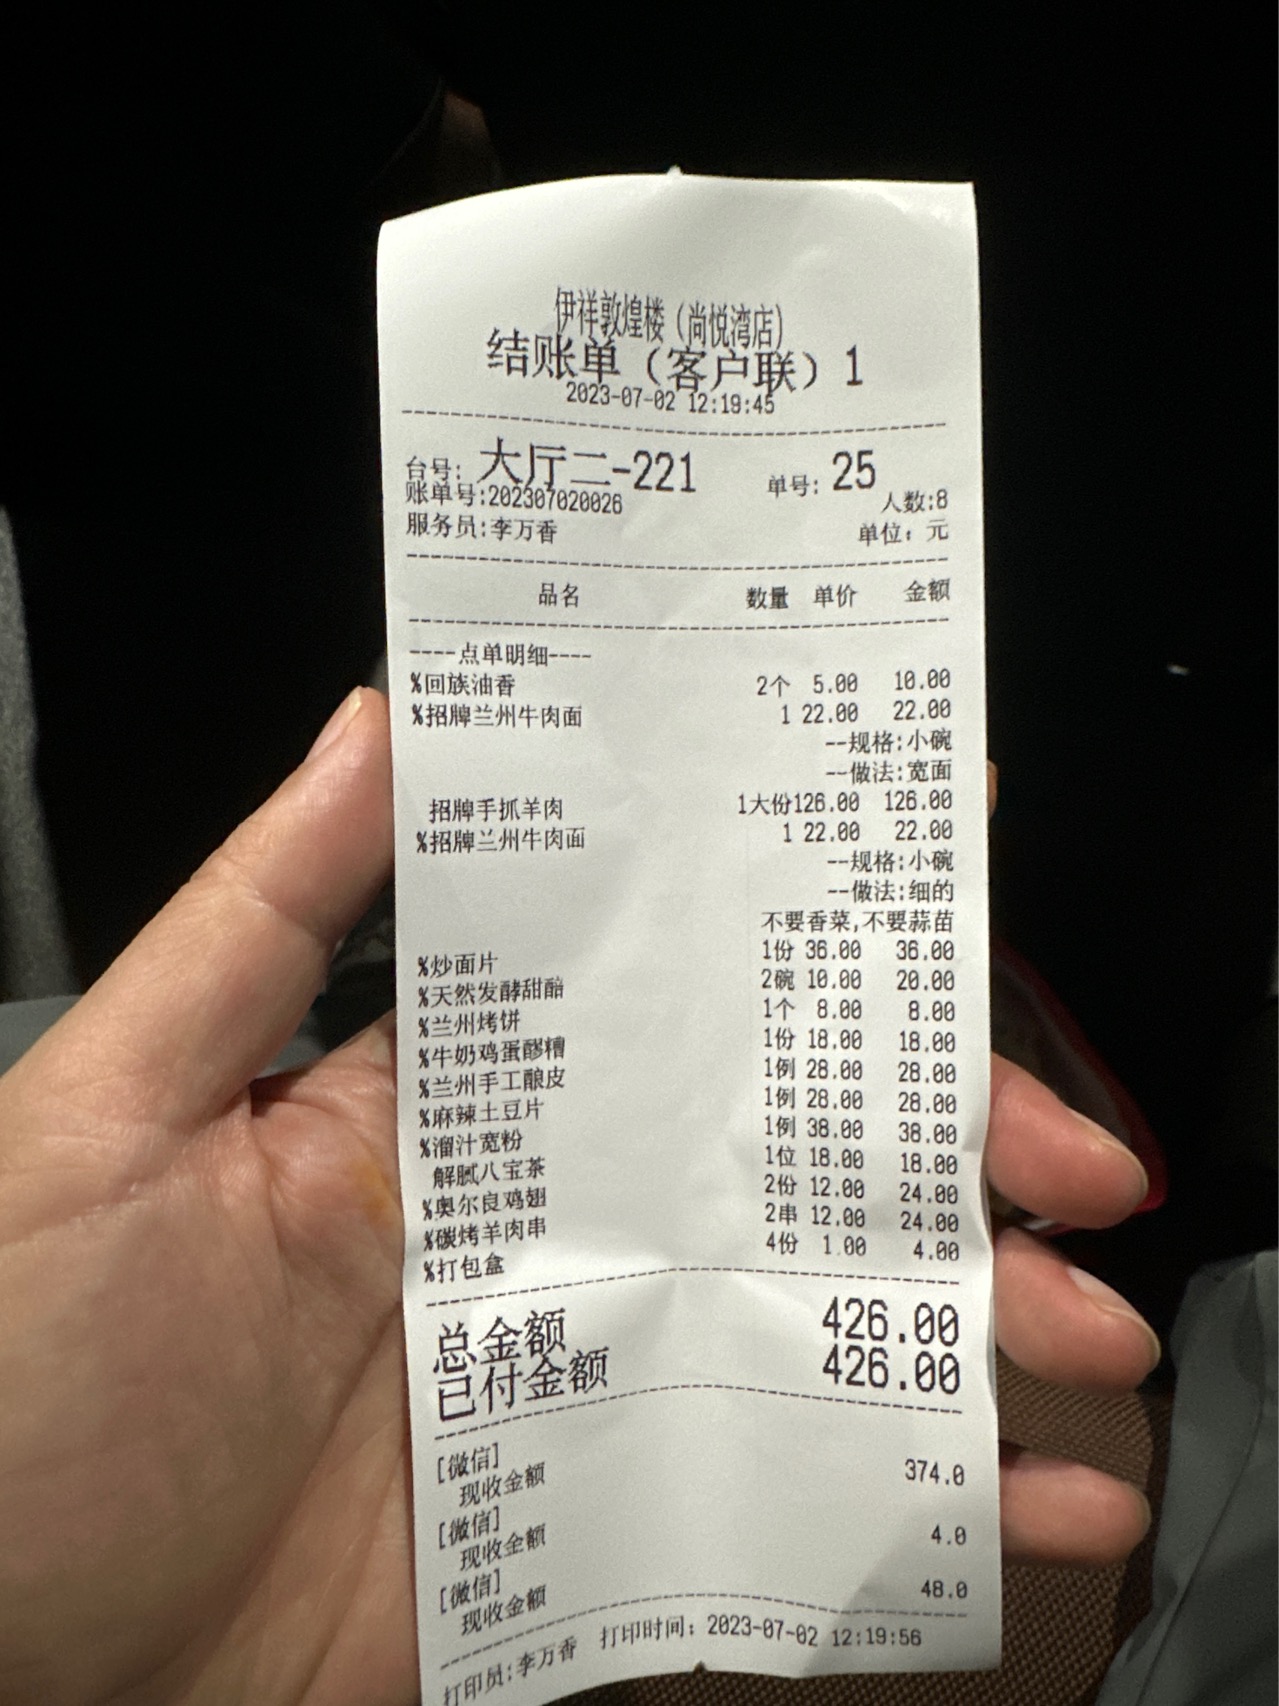 伊祥敦煌楼（尚悦湾店）
结账单（客户联）1
2023-07-02 12:19:45
台号: 大厅二-221 单号: 25
账单号:202307020026 人数:8
服务员:李万香 单位：元
品名 数量 单价 金额
----点单明细----
%回族油香 2个 5.00 10.00
%招牌兰州牛肉面 1 22.00 22.00
--规格:小碗
--做法:宽面
招牌手抓羊肉 1大份126.00 126.00
%招牌兰州牛肉面 1 22.00 22.00
--规格:小碗
--做法:细的
不要香菜,不要蒜苗
%炒面片 1份 36.00 36.00
%天然发酵甜醅 2碗 10.00 20.00
%兰州烤饼 1个 8.00 8.00
%牛奶鸡蛋醪糟 1份 18.00 18.00
%兰州手工酿皮 1例 28.00 28.00
%麻辣土豆片 1例 28.00 28.00
%溜汁宽粉 1例 38.00 38.00
解腻八宝茶 1位 18.00 18.00
%奥尔良鸡翅 2份 12.00 24.00
%碳烤羊肉串 2串 12.00 24.00
%打包盒 4份 1.00 4.00
总金额 426.00
已付金额 426.00
[微信]
现收金额 374.0
[微信]
现收金额 4.0
[微信]
现收金额 48.0
打印员:李万香 打印时间: 2023-07-02 12:19:56